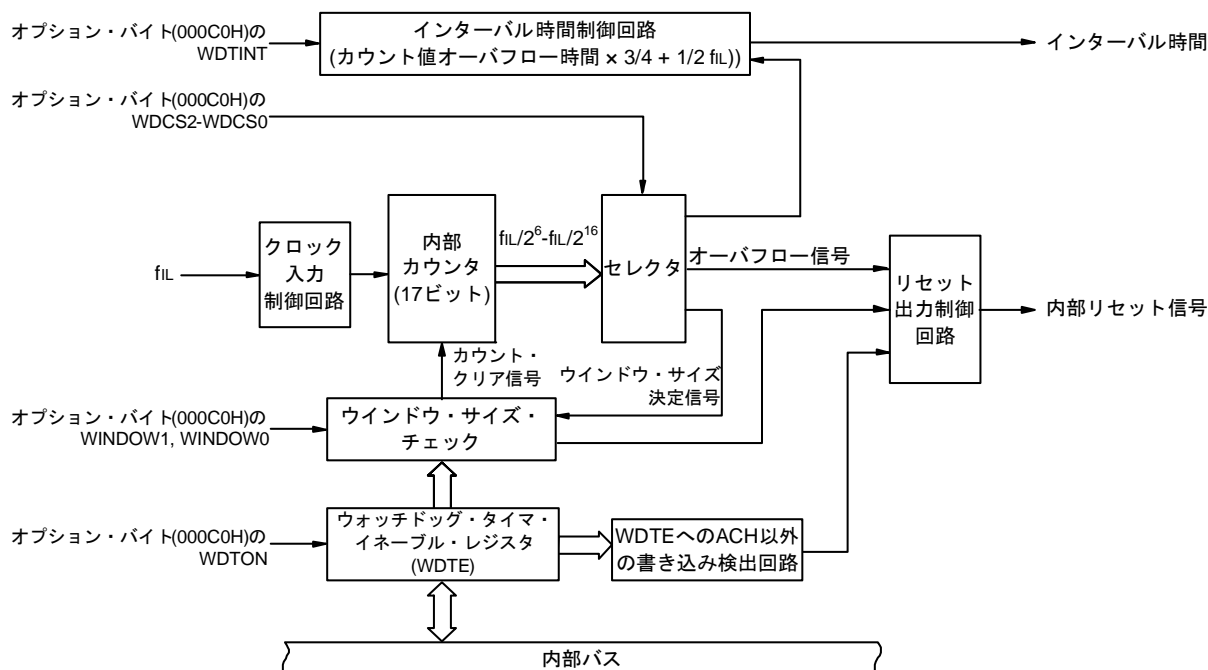 オプション・バイト(000C0H)の
WDTINT
インターバル時間制御回路
(カウント値オーバフロー時間 × 3/4 + 1/2 fIL))
インターバル時間
オプション・バイト(000C0H)の
WDCS2-WDCS0
fIL
クロック
入力
制御回路
内部
カウンタ
(17ビット)
fIL/2^6-fIL/2^16
セレクタ
オーバフロー信号
リセット
出力制御
回路
内部リセット信号
カウント・
クリア信号
ウインドウ・サイズ
決定信号
オプション・バイト(000C0H)の
WINDOW1, WINDOW0
ウインドウ・サイズ・
チェック
オプション・バイト(000C0H)の
WDTON
ウォッチドッグ・タイマ・
イネーブル・レジスタ
(WDTE)
WDTEへのACH以外
の書き込み検出回路
内部バス